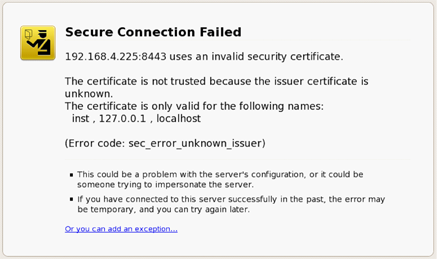 Secure Connection Failed
192.168.4.225:8443 uses an invalid security certificate.
The certificate is not trusted because the issuer certificate is
unknown.
The certificate is only valid for the following names:
inst , 127.0.0.1 , localhost
(Error code: sec_error_unknown_issuer)
This could be a problem with the server's configuration, or it could be
someone trying to impersonate the server.
If you have connected to this server successfully in the past, the error may
be temporary, and you can try again later.
Or you can add an exception...